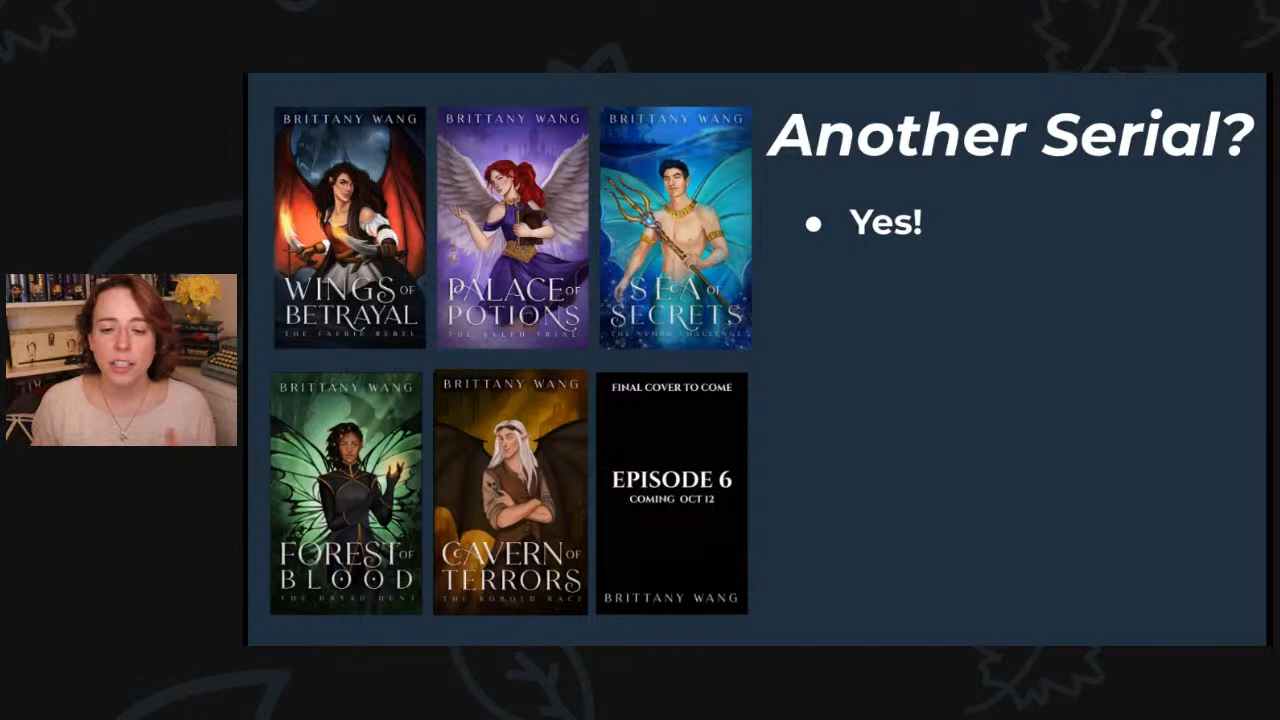 Another Serial?
● Yes!
BRITTANY WANG
WINGS OF
BETRAYAL
THE FAERIE REBEL
BRITTANY WANG
PALACE OF
POTIONS
THE SYLPH TRIAL
BRITTANY WANG
SEA OF
SECRETS
THE NYMPH CHALLENGE
BRITTANY WANG
FOREST OF
BLOOD
THE DRYAD HUNT
BRITTANY WANG
CAVERN OF
TERRORS
THE KOBOLD RACE
FINAL COVER TO COME
EPISODE 6
COMING OCT 12
BRITTANY WANG